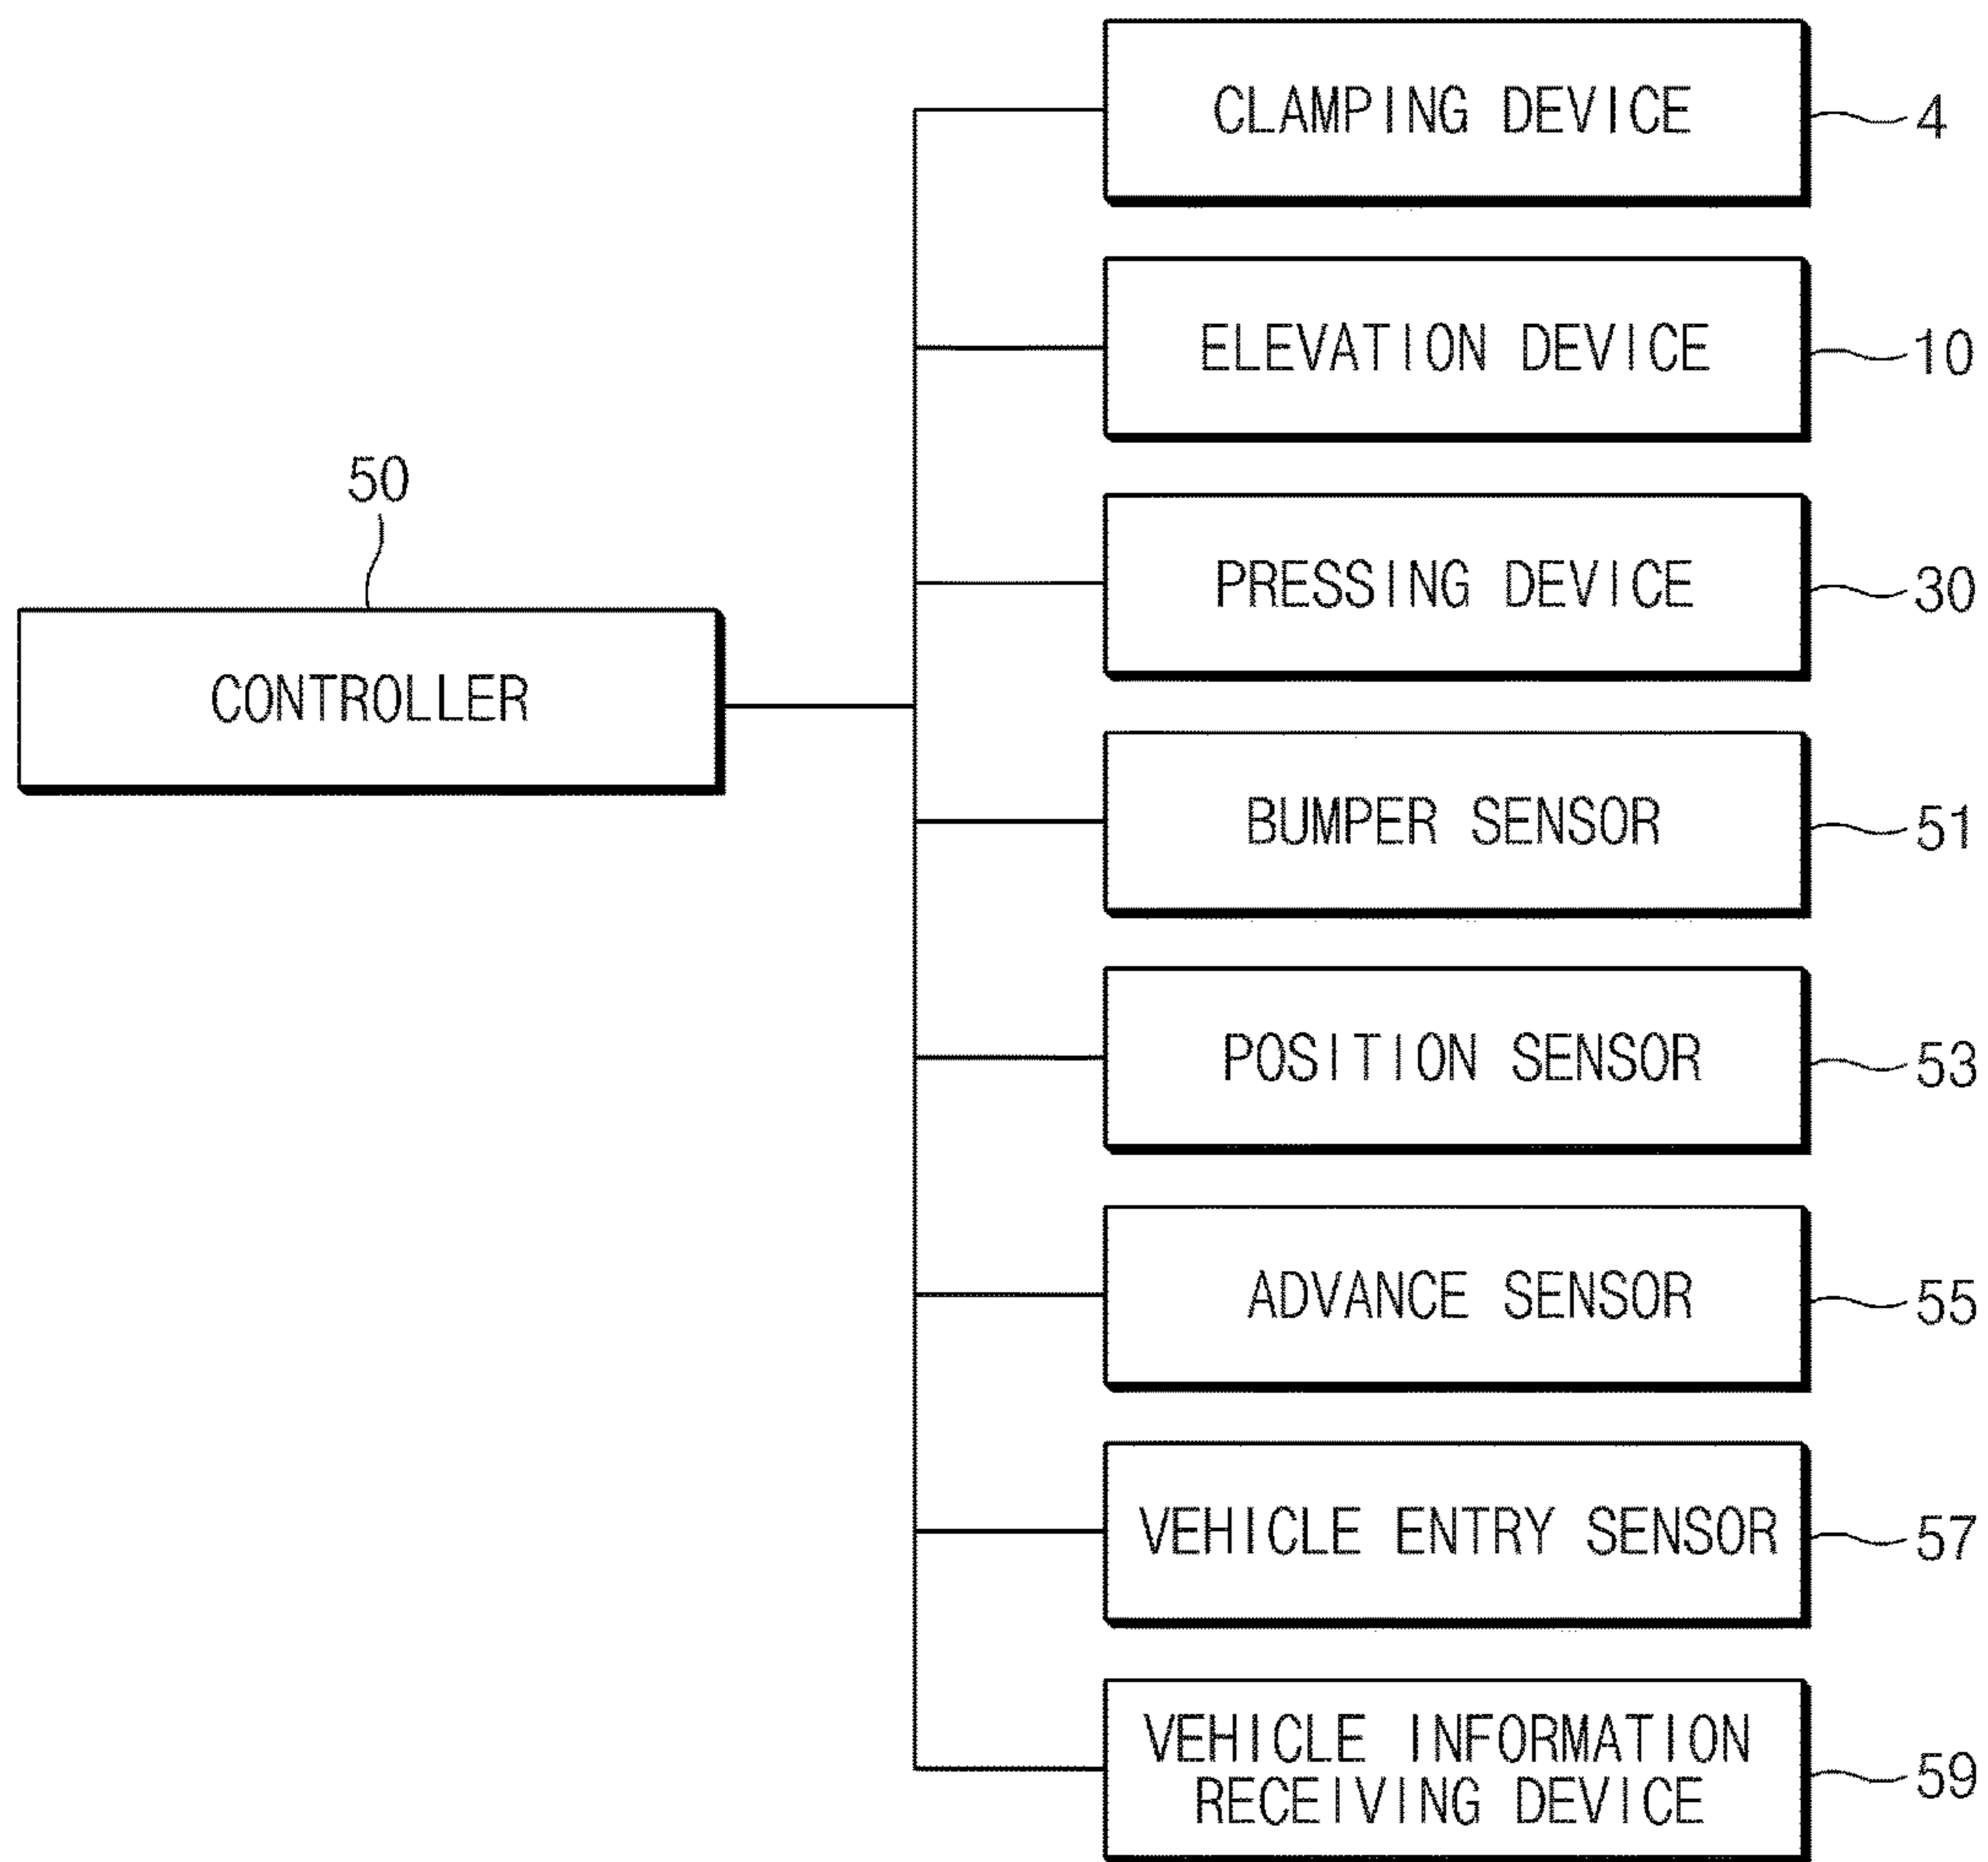 CLAMPING DEVICE
4
ELEVATION DEVICE
10
50
PRESSING DEVICE
30
CONTROLLER
BUMPER SENSOR
51
POSITION SENSOR
53
ADVANCE SENSOR
55
VEHICLE ENTRY SENSOR
57
VEHICLE INFORMATION
RECEIVING DEVICE
59